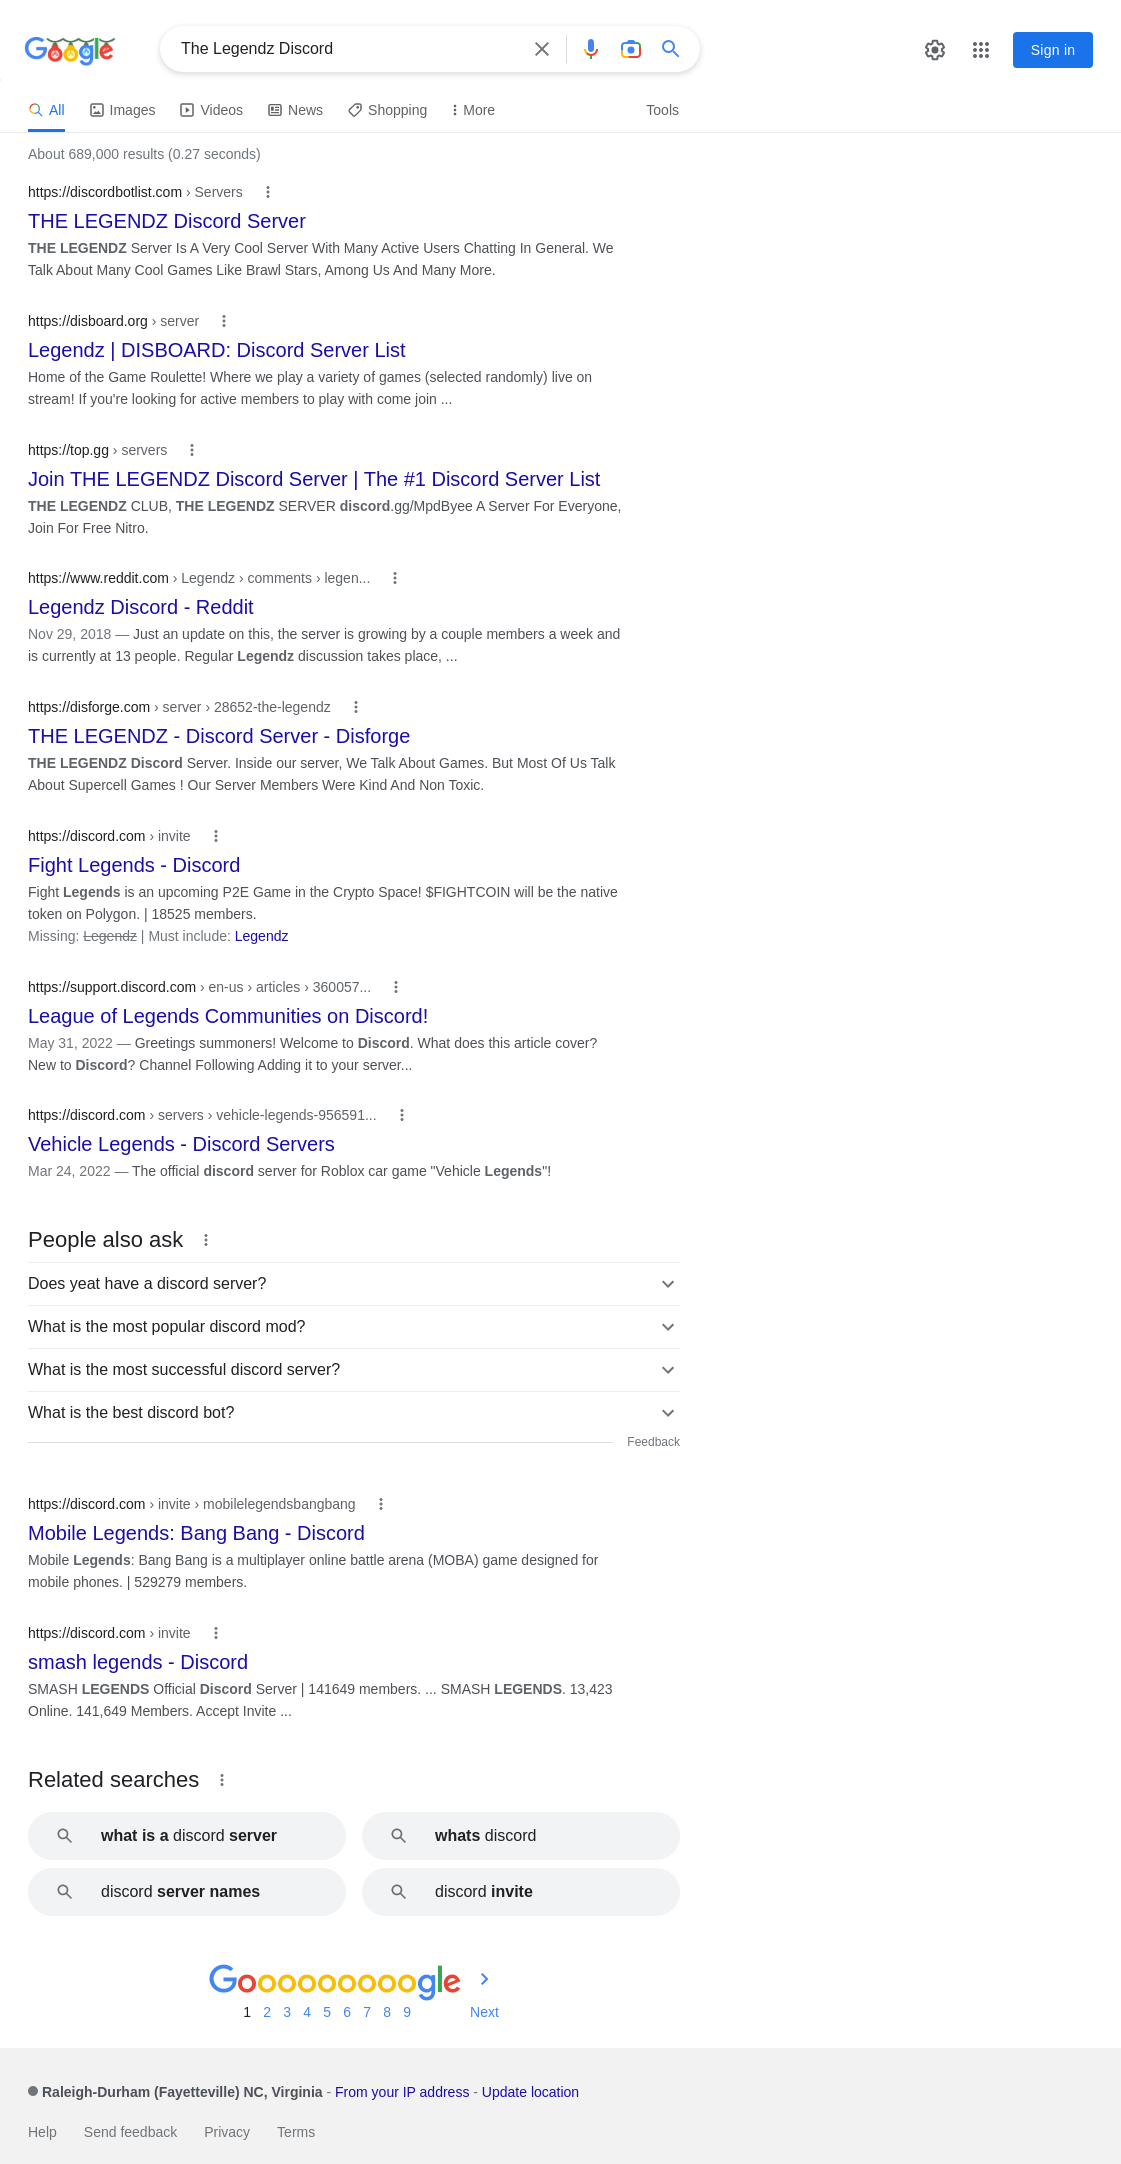 Google
The Legendz Discord
Sign in
All Images Videos News Shopping More Tools
About 689,000 results (0.27 seconds)
https://discordbotlist.com › Servers
THE LEGENDZ Discord Server
THE LEGENDZ Server Is A Very Cool Server With Many Active Users Chatting In General. We
Talk About Many Cool Games Like Brawl Stars, Among Us And Many More.
https://disboard.org › server
Legendz | DISBOARD: Discord Server List
Home of the Game Roulette! Where we play a variety of games (selected randomly) live on
stream! If you're looking for active members to play with come join ...
https://top.gg › servers
Join THE LEGENDZ Discord Server | The #1 Discord Server List
THE LEGENDZ CLUB, THE LEGENDZ SERVER discord.gg/MpdByee A Server For Everyone,
Join For Free Nitro.
https://www.reddit.com › Legendz › comments › legen...
Legendz Discord - Reddit
Nov 29, 2018 — Just an update on this, the server is growing by a couple members a week and
is currently at 13 people. Regular Legendz discussion takes place, ...
https://disforge.com › server › 28652-the-legendz
THE LEGENDZ - Discord Server - Disforge
THE LEGENDZ Discord Server. Inside our server, We Talk About Games. But Most Of Us Talk
About Supercell Games ! Our Server Members Were Kind And Non Toxic.
https://discord.com › invite
Fight Legends - Discord
Fight Legends is an upcoming P2E Game in the Crypto Space! $FIGHTCOIN will be the native
token on Polygon. | 18525 members.
Missing: Legendz | Must include: Legendz
https://support.discord.com › en-us › articles › 360057...
League of Legends Communities on Discord!
May 31, 2022 — Greetings summoners! Welcome to Discord. What does this article cover?
New to Discord? Channel Following Adding it to your server...
https://discord.com › servers › vehicle-legends-956591...
Vehicle Legends - Discord Servers
Mar 24, 2022 — The official discord server for Roblox car game "Vehicle Legends"!
People also ask
Does yeat have a discord server?
What is the most popular discord mod?
What is the most successful discord server?
What is the best discord bot?
Feedback
https://discord.com › invite › mobilelegendsbangbang
Mobile Legends: Bang Bang - Discord
Mobile Legends: Bang Bang is a multiplayer online battle arena (MOBA) game designed for
mobile phones. | 529279 members.
https://discord.com › invite
smash legends - Discord
SMASH LEGENDS Official Discord Server | 141649 members. ... SMASH LEGENDS. 13,423
Online. 141,649 Members. Accept Invite ...
Related searches
what is a discord server whats discord
discord server names discord invite
Gooooooooogle
1 2 3 4 5 6 7 8 9 Next
Raleigh-Durham (Fayetteville) NC, Virginia - From your IP address - Update location
Help Send feedback Privacy Terms